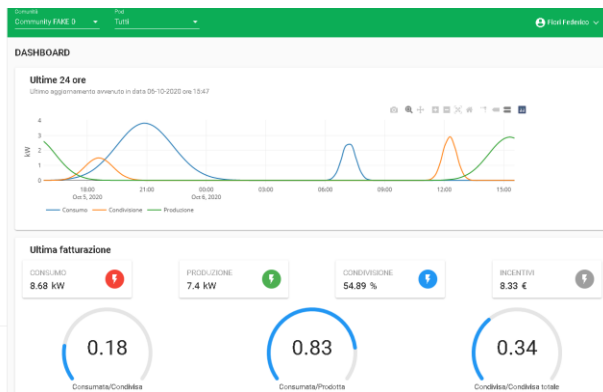 Comunità Pod
Community FAKE 0 Tutti Fiori Federico
DASHBOARD
Ultime 24 ore
Ultimo aggiornamento avvenuto in data 06-10-2020 ore 15:47
4
3
2
1
0
kW
18:00 21:00 00:00 03:00 06:00 09:00 12:00 15:00
Oct 5, 2020 Oct 6, 2020
Consumo Condivisione Produzione
Ultima fatturazione
CONSUMO PRODUZIONE CONDIVISIONE INCENTIVI
8.68 kW 7.4 kW 54.89 % 8.33 €
0.18 0.83 0.34
Consumata/Condivisa Consumata/Prodotta Condivisa/Condivisa totale